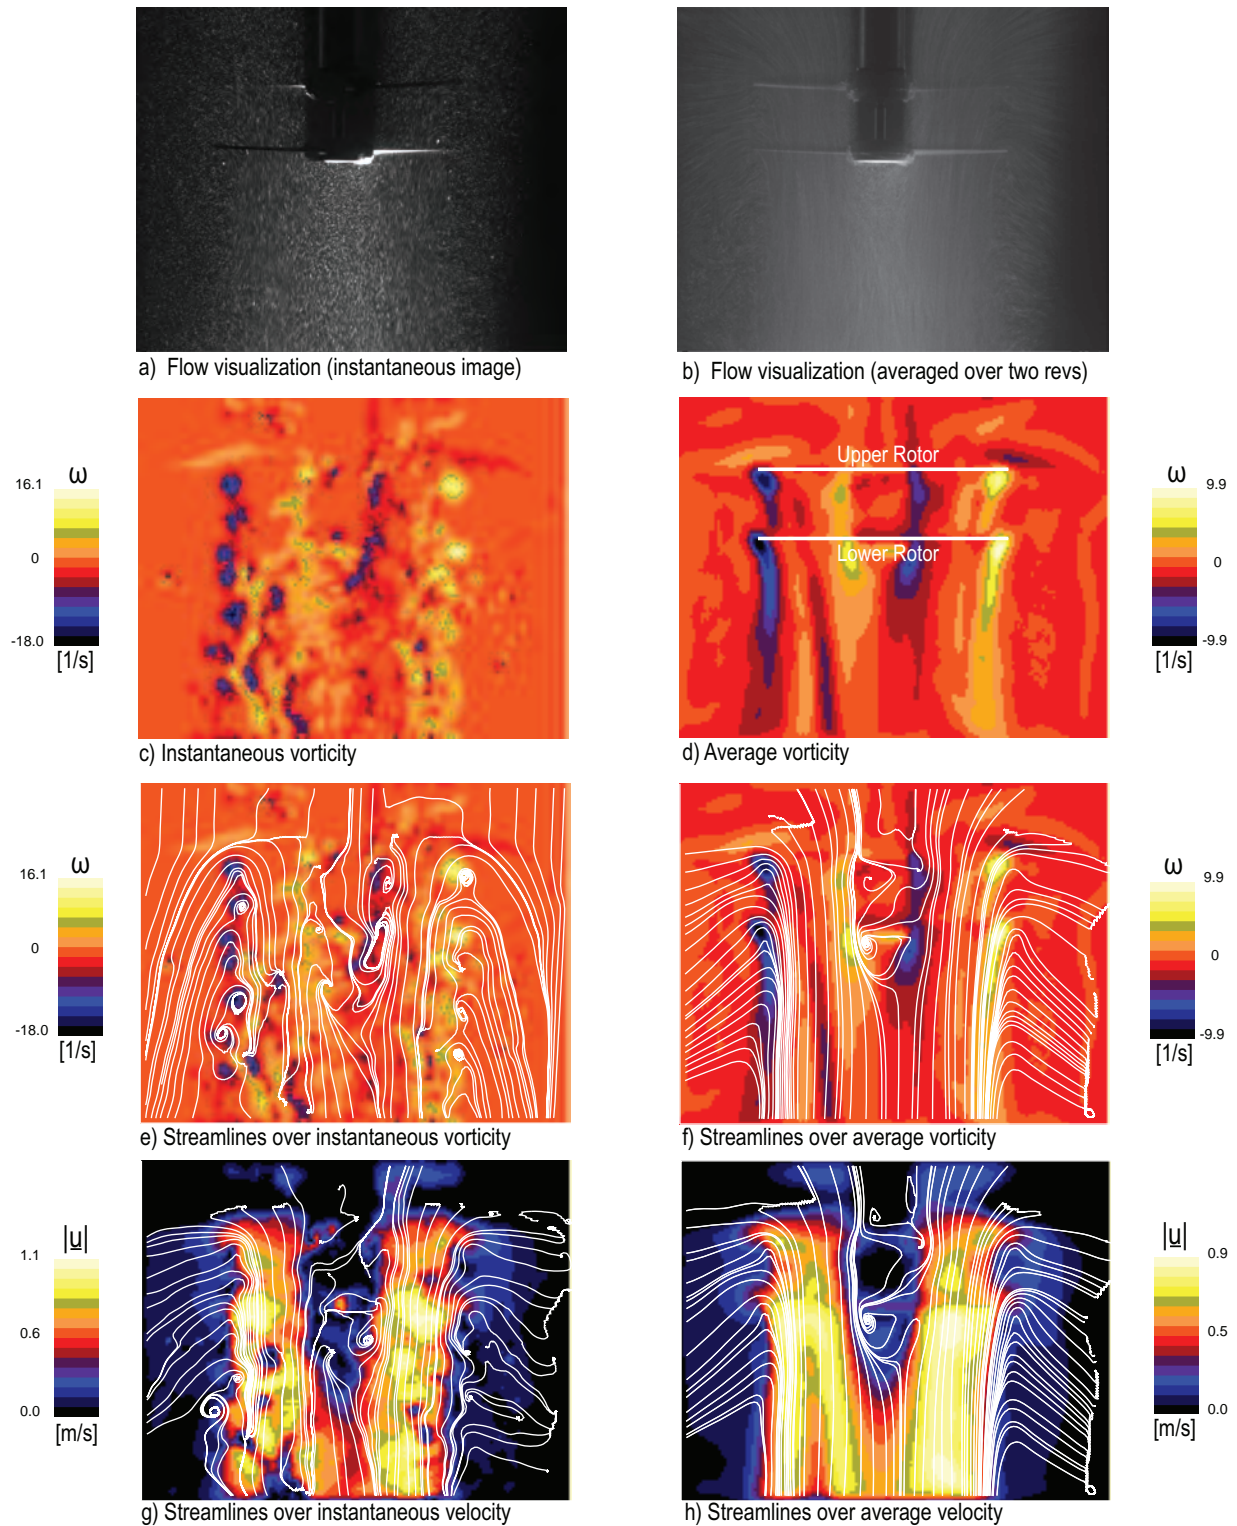 a) Flow visualization (instantaneous image)
b) Flow visualization (averaged over two revs)
ω
16.1
0
-18.0
[1/s]
Upper Rotor
Lower Rotor
ω
9.9
0
-9.9
[1/s]
c) Instantaneous vorticity
d) Average vorticity
ω
16.1
0
-18.0
[1/s]
ω
9.9
0
-9.9
[1/s]
e) Streamlines over instantaneous vorticity
f) Streamlines over average vorticity
|u|
1.1
0.6
0.0
[m/s]
|u|
0.9
0.5
0.0
[m/s]
g) Streamlines over instantaneous velocity
h) Streamlines over average velocity